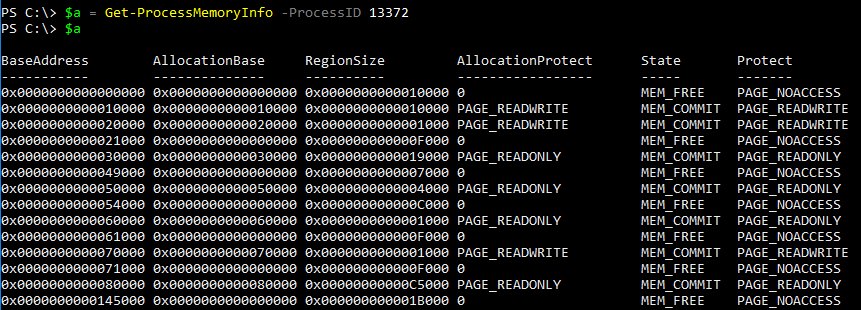 PS C:\> $a = Get-ProcessMemoryInfo -ProcessID 13372
PS C:\> $a
BaseAddress AllocationBase RegionSize AllocationProtect State Protect
----------- -------------- ---------- ----------------- ----- -------
0x0000000000000000 0x0000000000000000 0x0000000000010000 0 MEM_FREE PAGE_NOACCESS
0x0000000000010000 0x0000000000010000 0x0000000000010000 PAGE_READWRITE MEM_COMMIT PAGE_READWRITE
0x0000000000020000 0x0000000000020000 0x0000000000001000 PAGE_READWRITE MEM_COMMIT PAGE_READWRITE
0x0000000000021000 0x0000000000000000 0x000000000000F000 0 MEM_FREE PAGE_NOACCESS
0x0000000000030000 0x0000000000030000 0x0000000000019000 PAGE_READONLY MEM_COMMIT PAGE_READONLY
0x0000000000049000 0x0000000000000000 0x0000000000007000 0 MEM_FREE PAGE_NOACCESS
0x0000000000050000 0x0000000000050000 0x0000000000004000 PAGE_READONLY MEM_COMMIT PAGE_READONLY
0x0000000000054000 0x0000000000000000 0x000000000000C000 0 MEM_FREE PAGE_NOACCESS
0x0000000000060000 0x0000000000060000 0x0000000000001000 PAGE_READONLY MEM_COMMIT PAGE_READONLY
0x0000000000061000 0x0000000000000000 0x000000000000F000 0 MEM_FREE PAGE_NOACCESS
0x0000000000070000 0x0000000000070000 0x0000000000001000 PAGE_READWRITE MEM_COMMIT PAGE_READWRITE
0x0000000000071000 0x0000000000000000 0x000000000000F000 0 MEM_FREE PAGE_NOACCESS
0x0000000000080000 0x0000000000080000 0x00000000000C5000 PAGE_READONLY MEM_COMMIT PAGE_READONLY
0x0000000000145000 0x0000000000000000 0x000000000001B000 0 MEM_FREE PAGE_NOACCESS